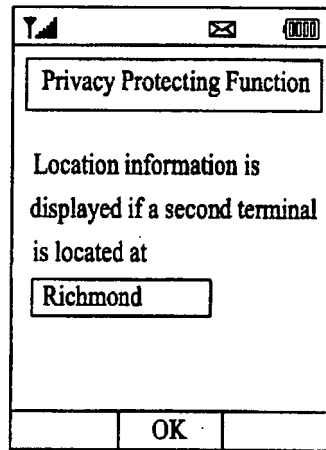 Privacy Protecting Function
Location information is
displayed if a second terminal
is located at
Richmond
OK